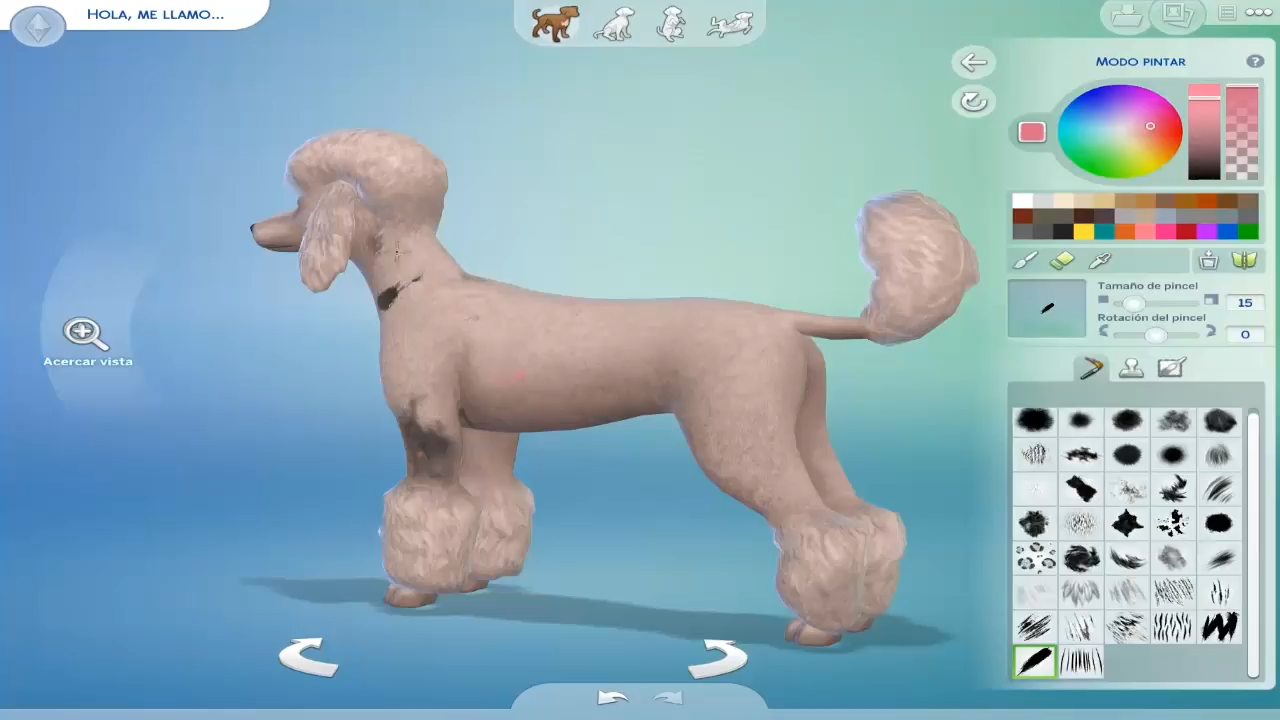 HOLA, ME LLAMO...
MODO PINTAR
?
Tamaño de pincel
15
Rotación del pincel
0
Acercar vista